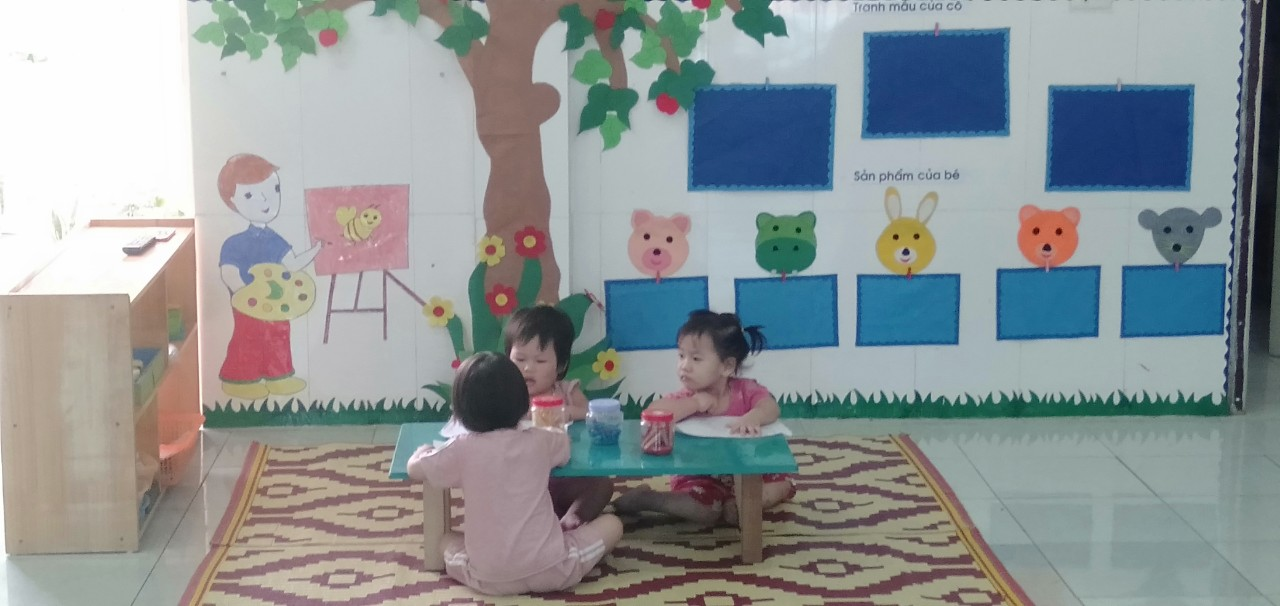 Tranh mẫu của cô
Sản phẩm của bé